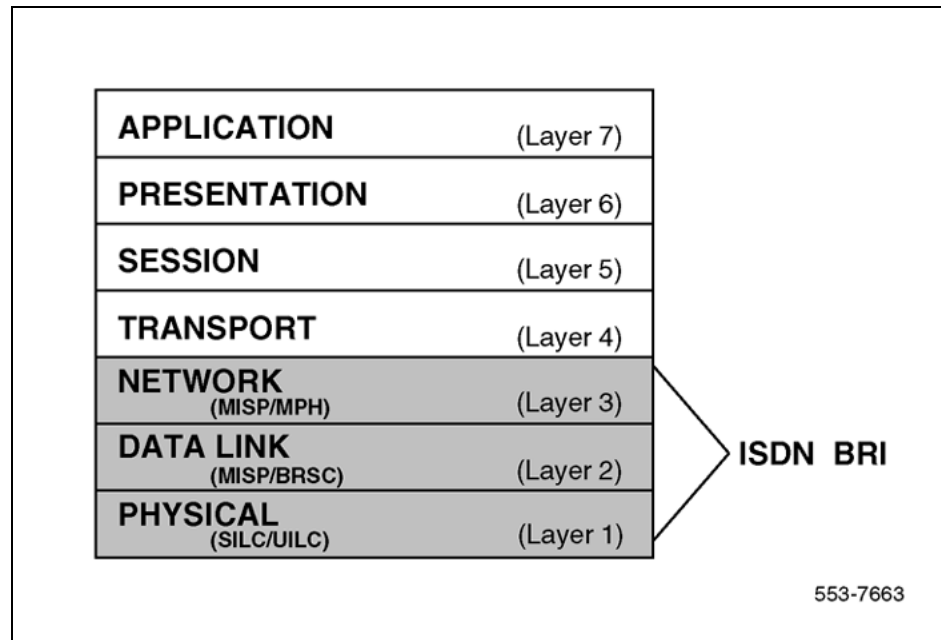 APPLICATION (Layer 7)
PRESENTATION (Layer 6)
SESSION (Layer 5)
TRANSPORT (Layer 4)
NETWORK
(MISP/MPH) (Layer 3)
DATA LINK
(MISP/BRSC) (Layer 2)
PHYSICAL
(SILC/UILC) (Layer 1)
ISDN BRI
553-7663